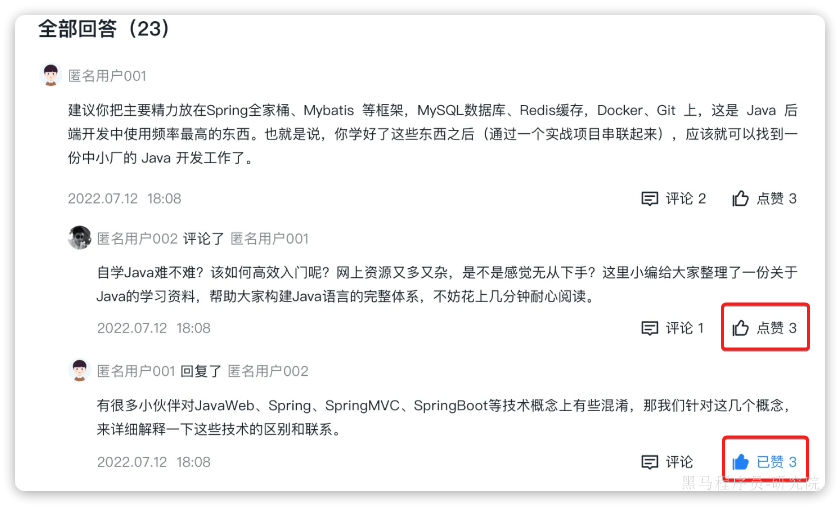 全部回答（23）
匿名用户001
建议你把主要精力放在Spring全家桶、Mybatis 等框架，MySQL数据库、Redis缓存，Docker、Git 上，这是 Java 后
端开发中使用频率最高的东西。也就是说，你学好了这些东西之后（通过一个实战项目串联起来），应该就可以找到一
份中小厂的 Java 开发工作了。
2022.07.12 18:08 评论 2 点赞 3
匿名用户002 评论了 匿名用户001
自学Java难不难？该如何高效入门呢？网上资源又多又杂，是不是感觉无从下手？这里小编给大家整理了一份关于
Java的学习资料，帮助大家构建Java语言的完整体系，不妨花上几分钟耐心阅读。
2022.07.12 18:08 评论 1 点赞 3
匿名用户001 回复了 匿名用户002
有很多小伙伴对JavaWeb、Spring、SpringMVC、SpringBoot等技术概念上有些混淆，那我们针对这几个概念，
来详细解释一下这些技术的区别和联系。
2022.07.12 18:08 评论 已赞 3
黑马程序员-研究院